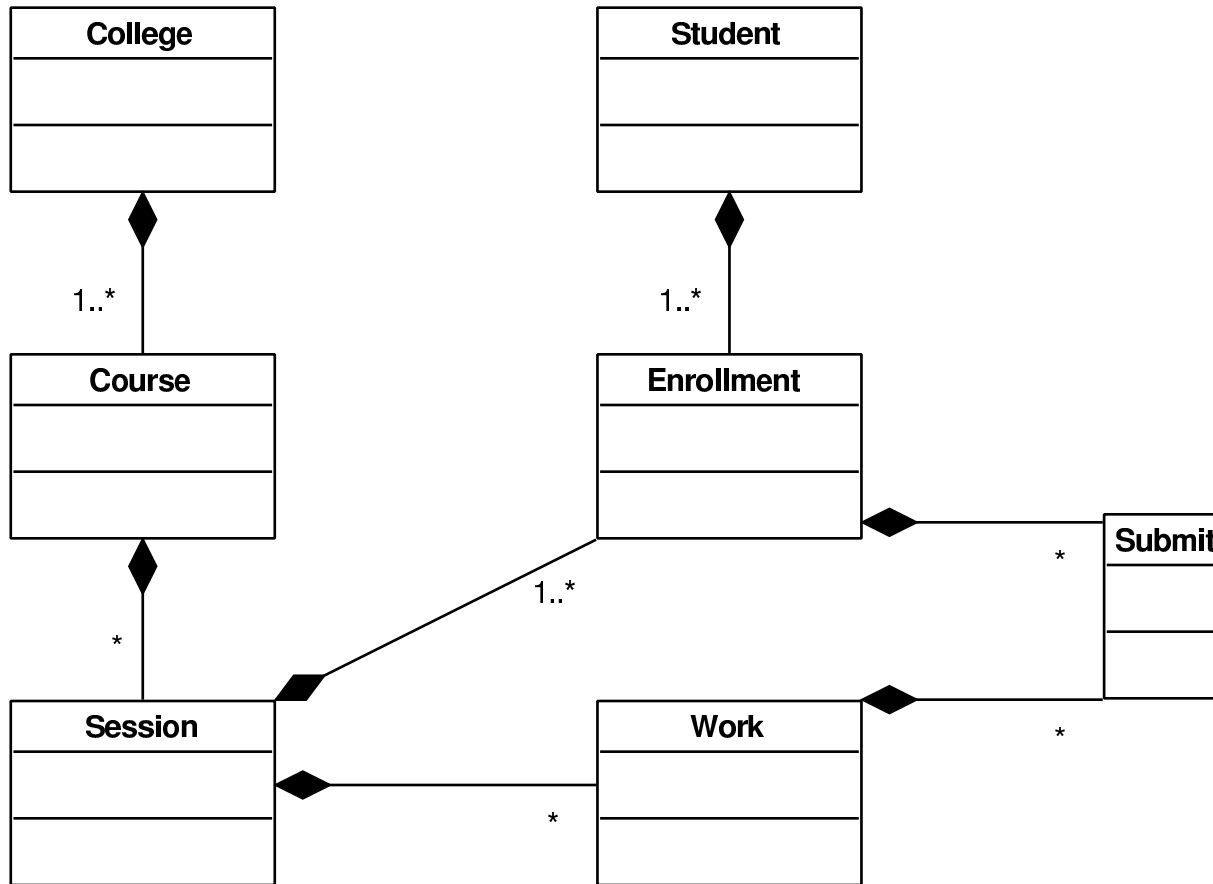 College
Student
1..*
1..*
Course
Enrollment
Submit
*
1..*
*
Session
Work
*
*